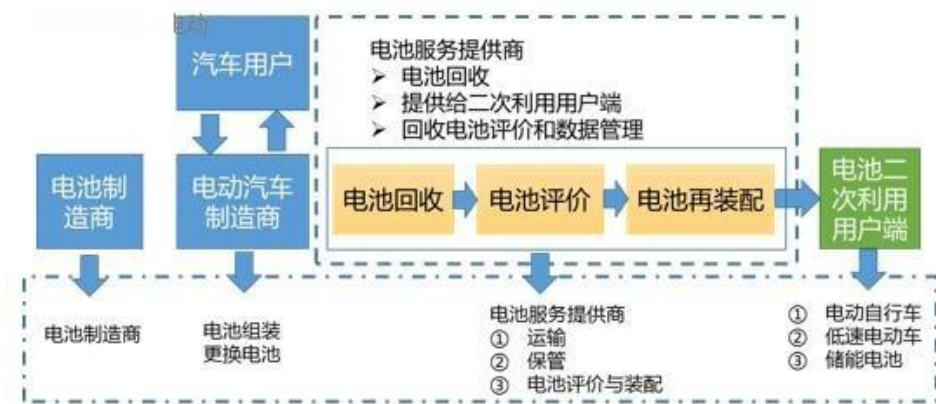 电动
汽车用户
电池服务提供商
➢ 电池回收
➢ 提供给二次利用用户端
➢ 回收电池评价和数据管理
电池制
造商
电动汽车
制造商
电池回收
电池评价
电池再装配
电池二
次利用
用户端
电池制造商
电池组装
更换电池
电池服务提供商
① 运输
② 保管
③ 电池评价与装配
① 电动自行车
② 低速电动车
③ 储能电池